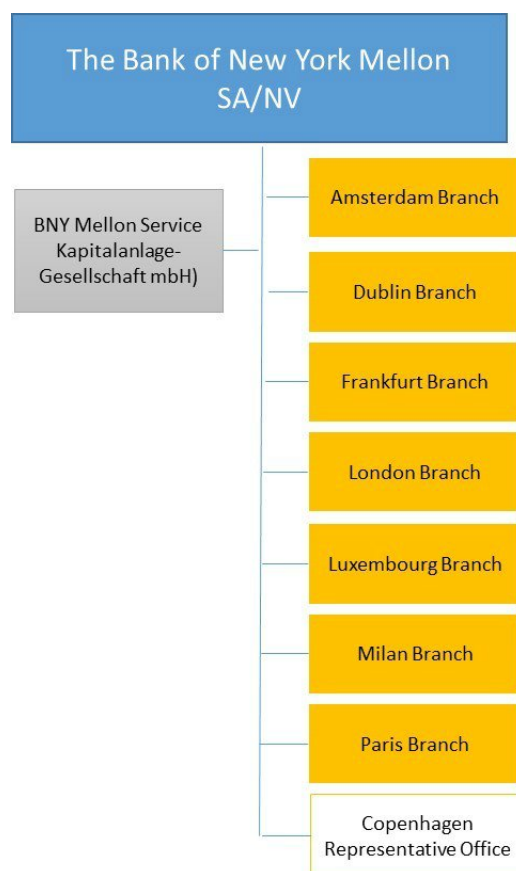 The Bank of New York Mellon
SA/NV
BNY Mellon Service
Kapitalanlage-
Gesellschaft mbH)
Amsterdam Branch
Dublin Branch
Frankfurt Branch
London Branch
Luxembourg Branch
Milan Branch
Paris Branch
Copenhagen
Representative Office